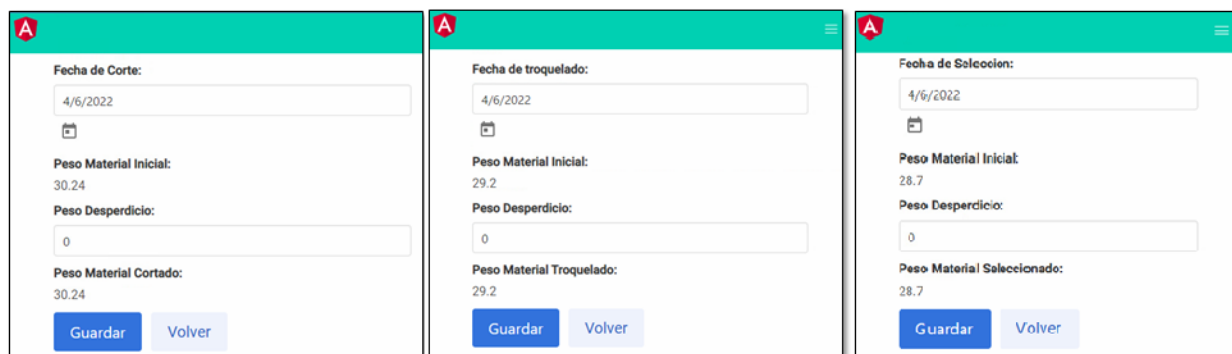 A
Fecha de Corte:
4/6/2022
Peso Material Inicial:
30.24
Peso Desperdicio:
0
Peso Material Cortado:
30.24
Guardar Volver
A
Fecha de troquelado:
4/6/2022
Peso Material Inicial:
29.2
Peso Desperdicio:
0
Peso Material Troquelado:
29.2
Guardar Volver
A
Fecha de Seleccion:
4/6/2022
Peso Material Inicial:
28.7
Peso Desperdicio:
0
Peso Material Seleccionado:
28.7
Guardar Volver